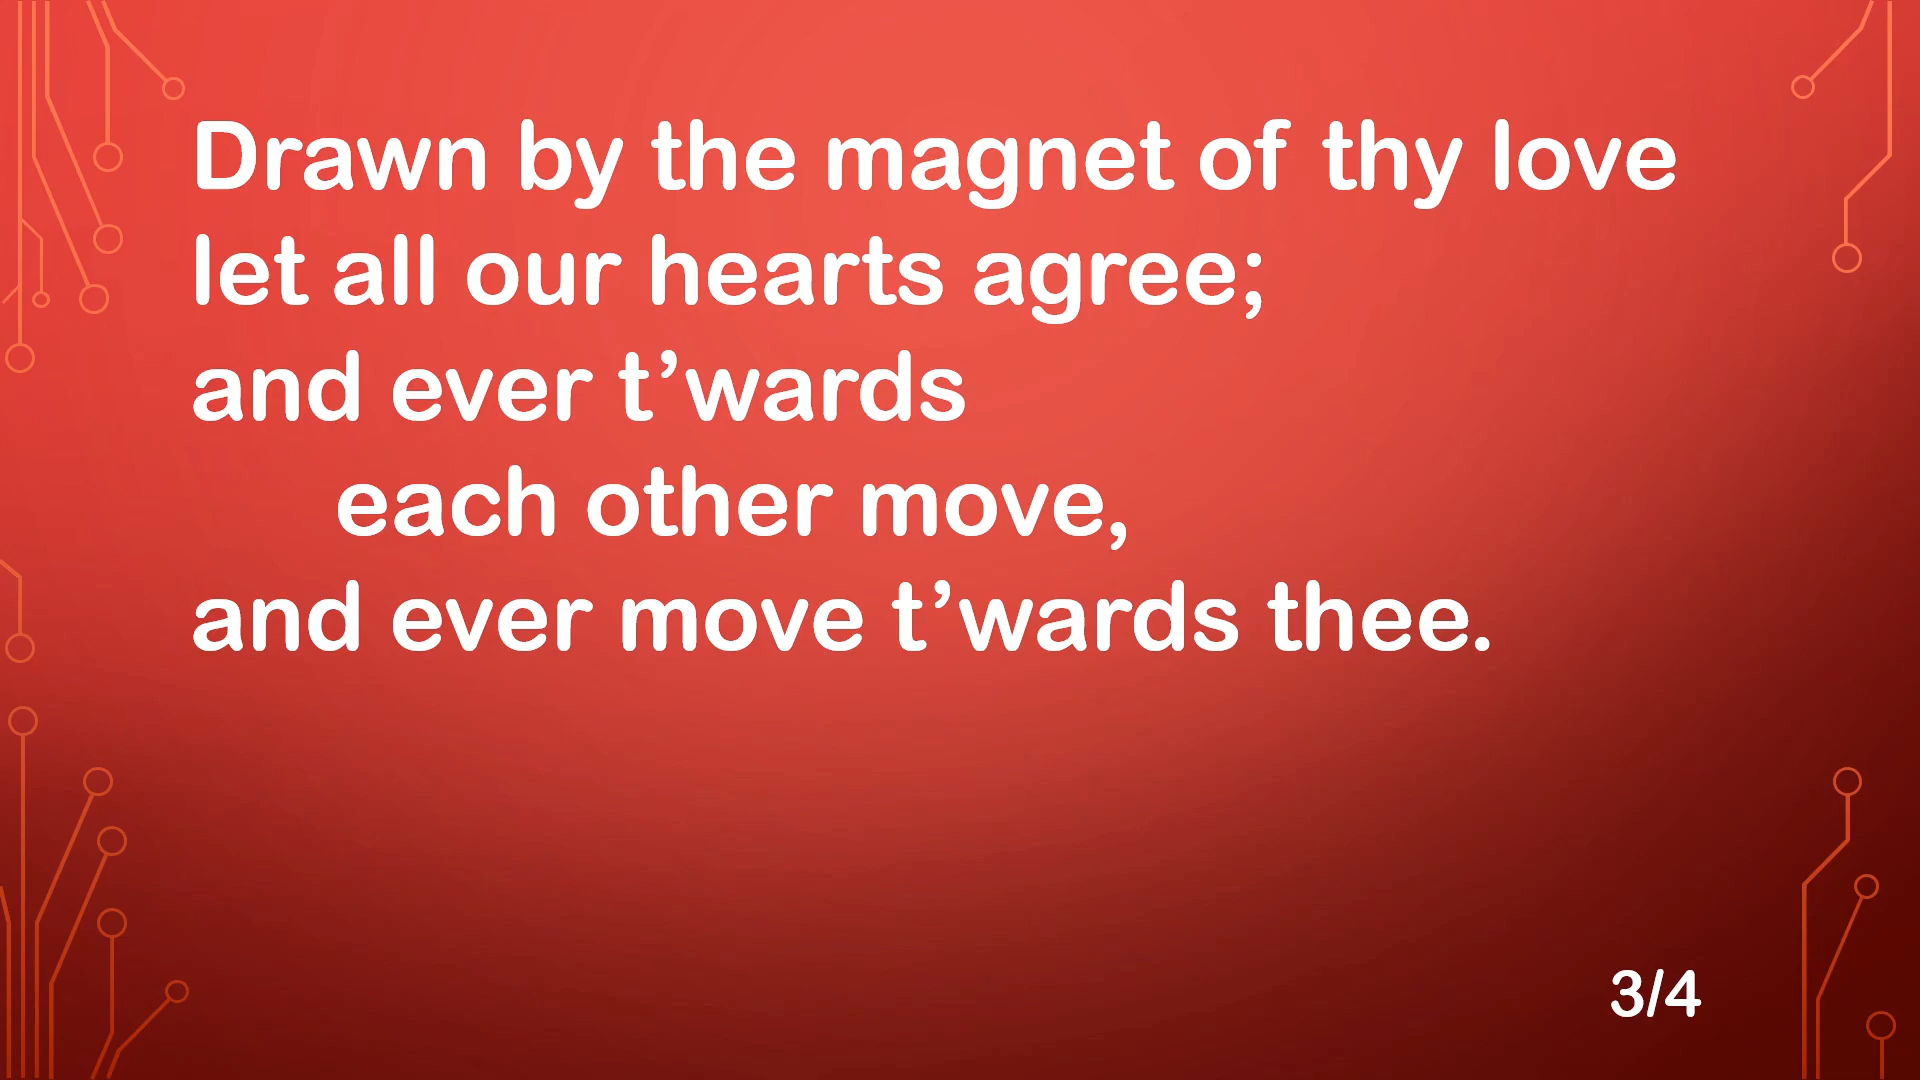 Drawn by the magnet of thy love
let all our hearts agree;
and ever t’wards
each other move,
and ever move t’wards thee.
3/4